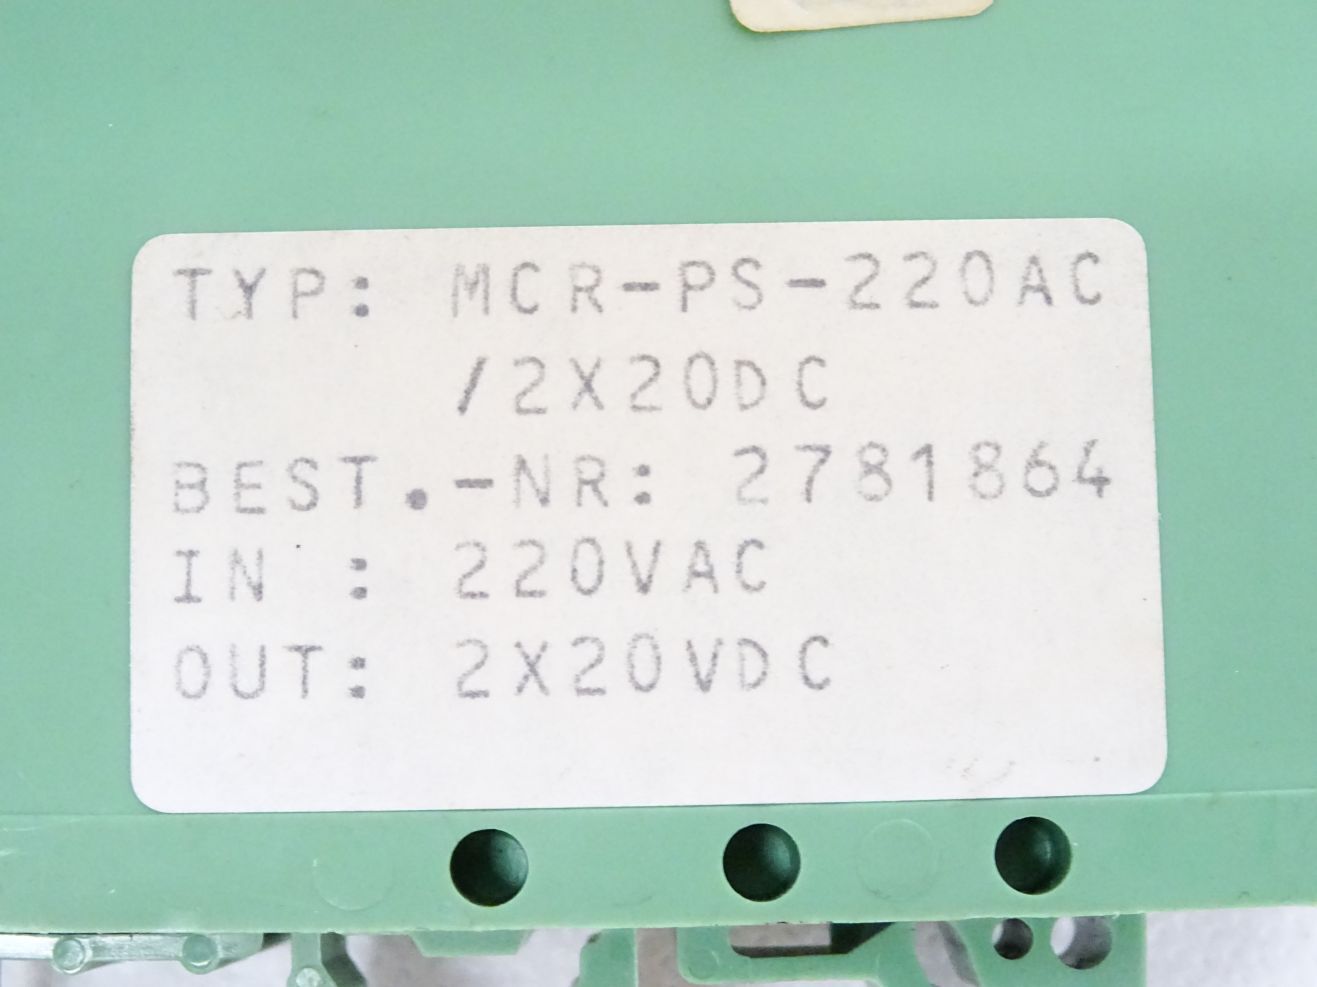 TYP: MCR-PS-220AC
/2X20DC
BEST.-NR: 2781864
IN : 220VAC
OUT: 2X20VDC